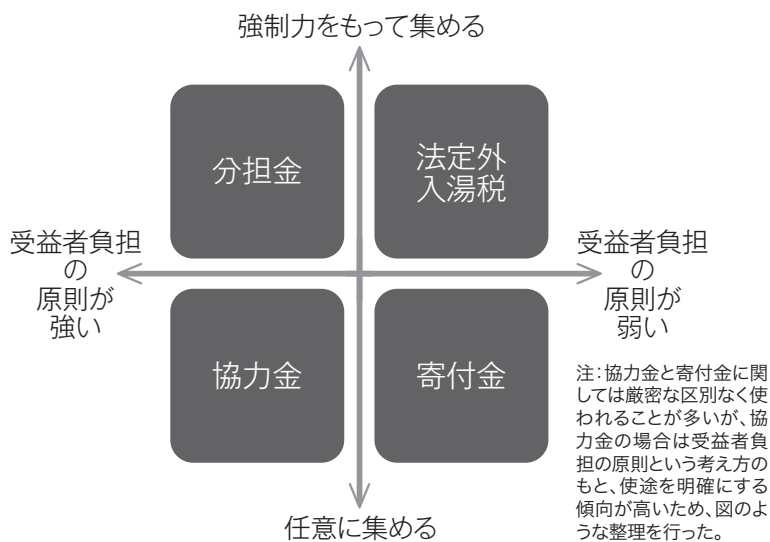 強制力をもって集める
分担金
法定外
入湯税
受益者負担
の
原則が
強い
受益者負担
の
原則が
弱い
協力金
寄付金
注：協力金と寄付金に関
しては厳密な区別なく使
われることが多いが、協
力金の場合は受益者負
担の原則という考え方の
もと、使途を明確にする
傾向が高いため、図のよ
うな整理を行った。
任意に集める